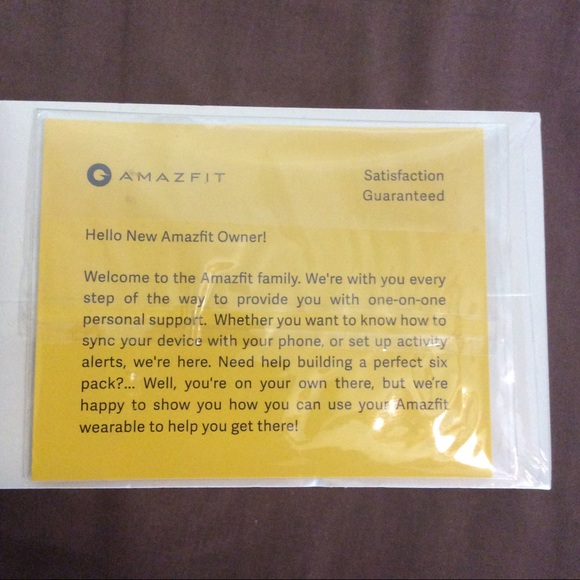 AMAZFIT
Satisfaction
Guaranteed
Hello New Amazfit Owner!
Welcome to the Amazfit family. We're with you every
step of the way to provide you with one-on-one
personal support. Whether you want to know how to
sync your device with your phone, or set up activity
alerts, we're here. Need help building a perfect six
pack?... Well, you're on your own there, but we're
happy to show you how you can use your Amazfit
wearable to help you get there!